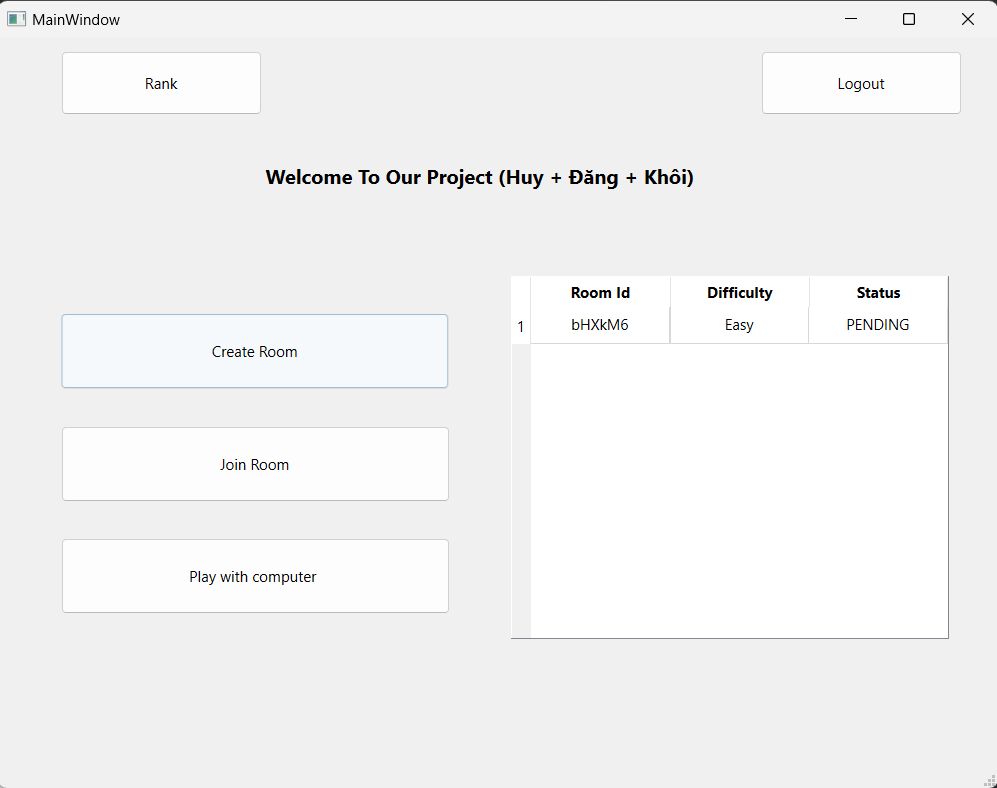 MainWindow
Rank
Logout
Welcome To Our Project (Huy + Đăng + Khôi)
Room Id Difficulty Status
1 bHXkM6 Easy PENDING
Create Room
Join Room
Play with computer